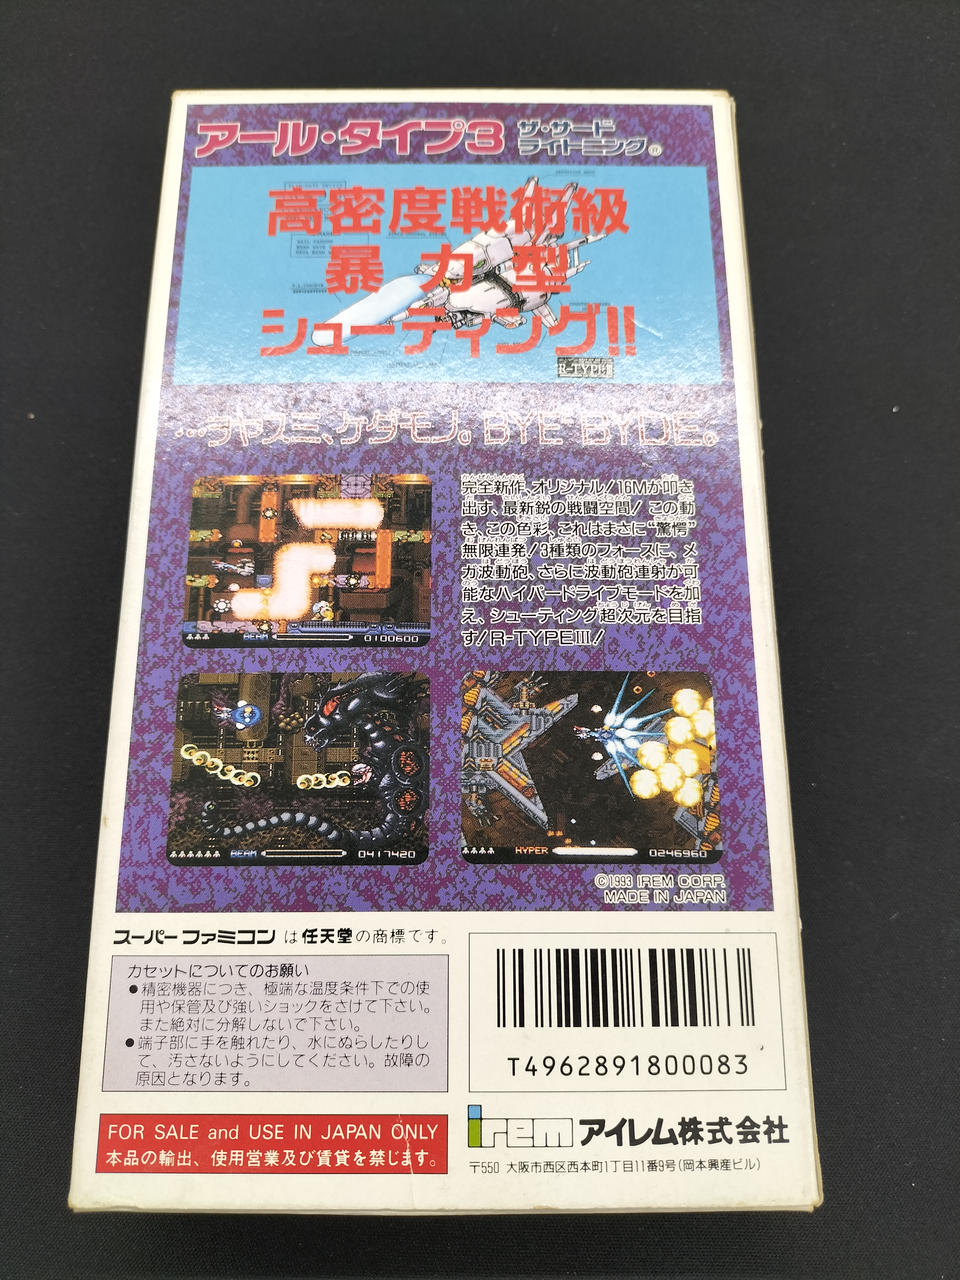 アール・タイプ3 ザ・サード
ライトニング®
高密度戦術級
暴力型
シューティング!!
R-TYPEⅢ
…ヲヤスミ、ケダモノ。BYE BYDE。
完全新作、オリジナル!16Mが叩き
出す、最新鋭の戦闘空間! この動
き、この色彩、これはまさに“驚愕”
無限連発!3種類のフォースに、メ
ガ波動砲、さらに波動砲連射が可
能なハイパードライブモードを加
え、シューティング超次元を目指
す!R-TYPEⅢ!
BEAM 0100600
BEAM 0417420
HYPER 0246960
©1993 IREM CORP.
MADE IN JAPAN
スーパーファミコン は任天堂の商標です。
カセットについてのお願い
●精密機器につき、極端な温度条件下での使
用や保管及び強いショックをさけて下さい。
また絶対に分解しないで下さい。
●端子部に手を触れたり、水にぬらしたりし
て、汚さないようにしてください。故障の
原因となります。
T4962891800083
FOR SALE and USE IN JAPAN ONLY
本品の輸出、使用営業及び賃貸を禁じます。
irem アイレム株式会社
〒550 大阪市西区西本町1丁目11番9号(岡本興産ビル)